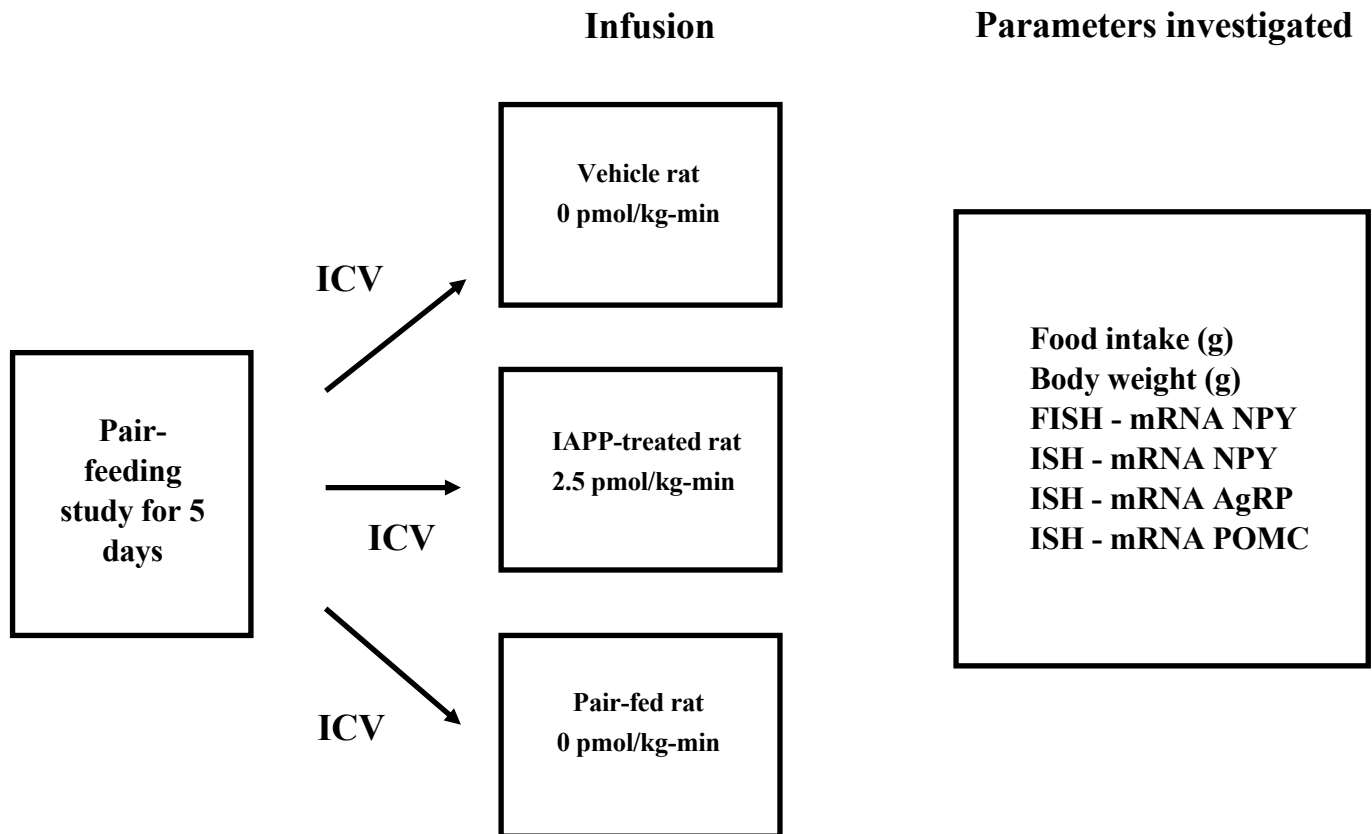 Infusion
Parameters investigated
Pair-
feeding
study for 5
days
ICV
ICV
ICV
Vehicle rat
0 pmol/kg-min
IAPP-treated rat
2.5 pmol/kg-min
Pair-fed rat
0 pmol/kg-min
Food intake (g)
Body weight (g)
FISH - mRNA NPY
ISH - mRNA NPY
ISH - mRNA AgRP
ISH - mRNA POMC